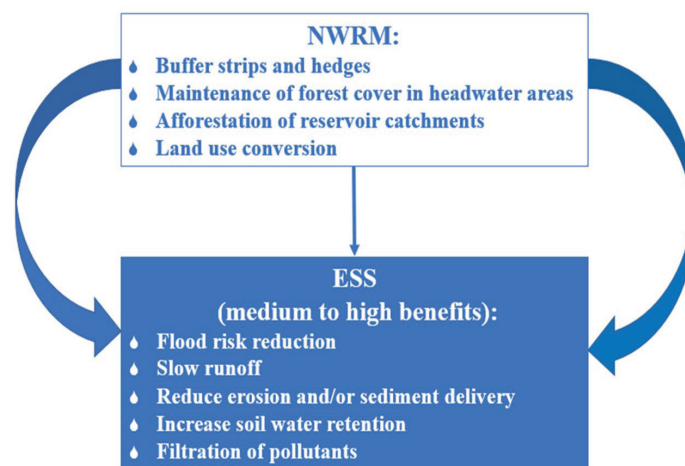 NWRM:
Buffer strips and hedges
Maintenance of forest cover in headwater areas
Afforestation of reservoir catchments
Land use conversion
ESS
(medium to high benefits):
Flood risk reduction
Slow runoff
Reduce erosion and/or sediment delivery
Increase soil water retention
Filtration of pollutants